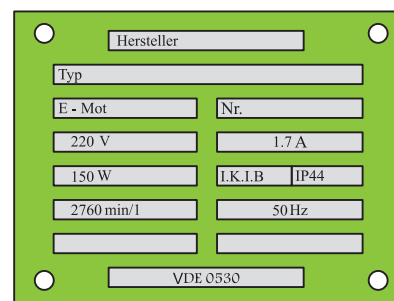 Hersteller
Typ
E - Mot Nr.
220 V 1.7 A
150 W I.K.I.B IP44
2760 min/1 50 Hz
VDE 0530